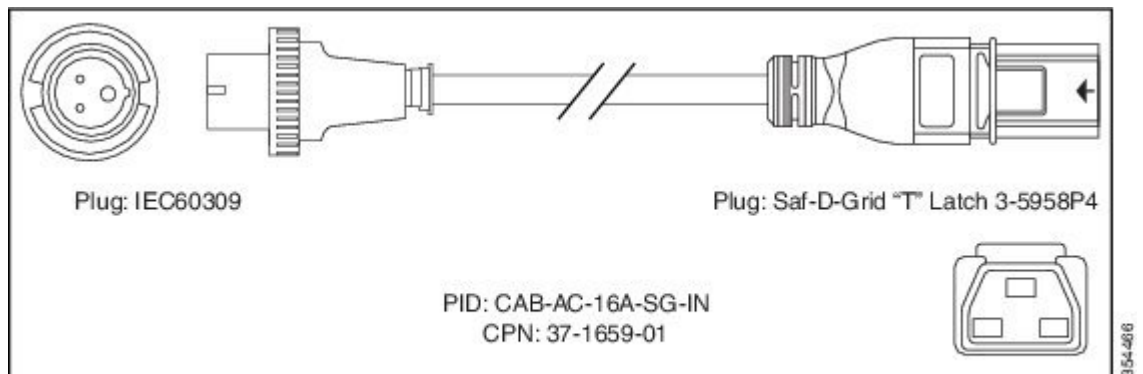 Plug: IEC60309
Plug: Saf-D-Grid “T” Latch 3-5958P4
PID: CAB-AC-16A-SG-IN
CPN: 37-1659-01
354466